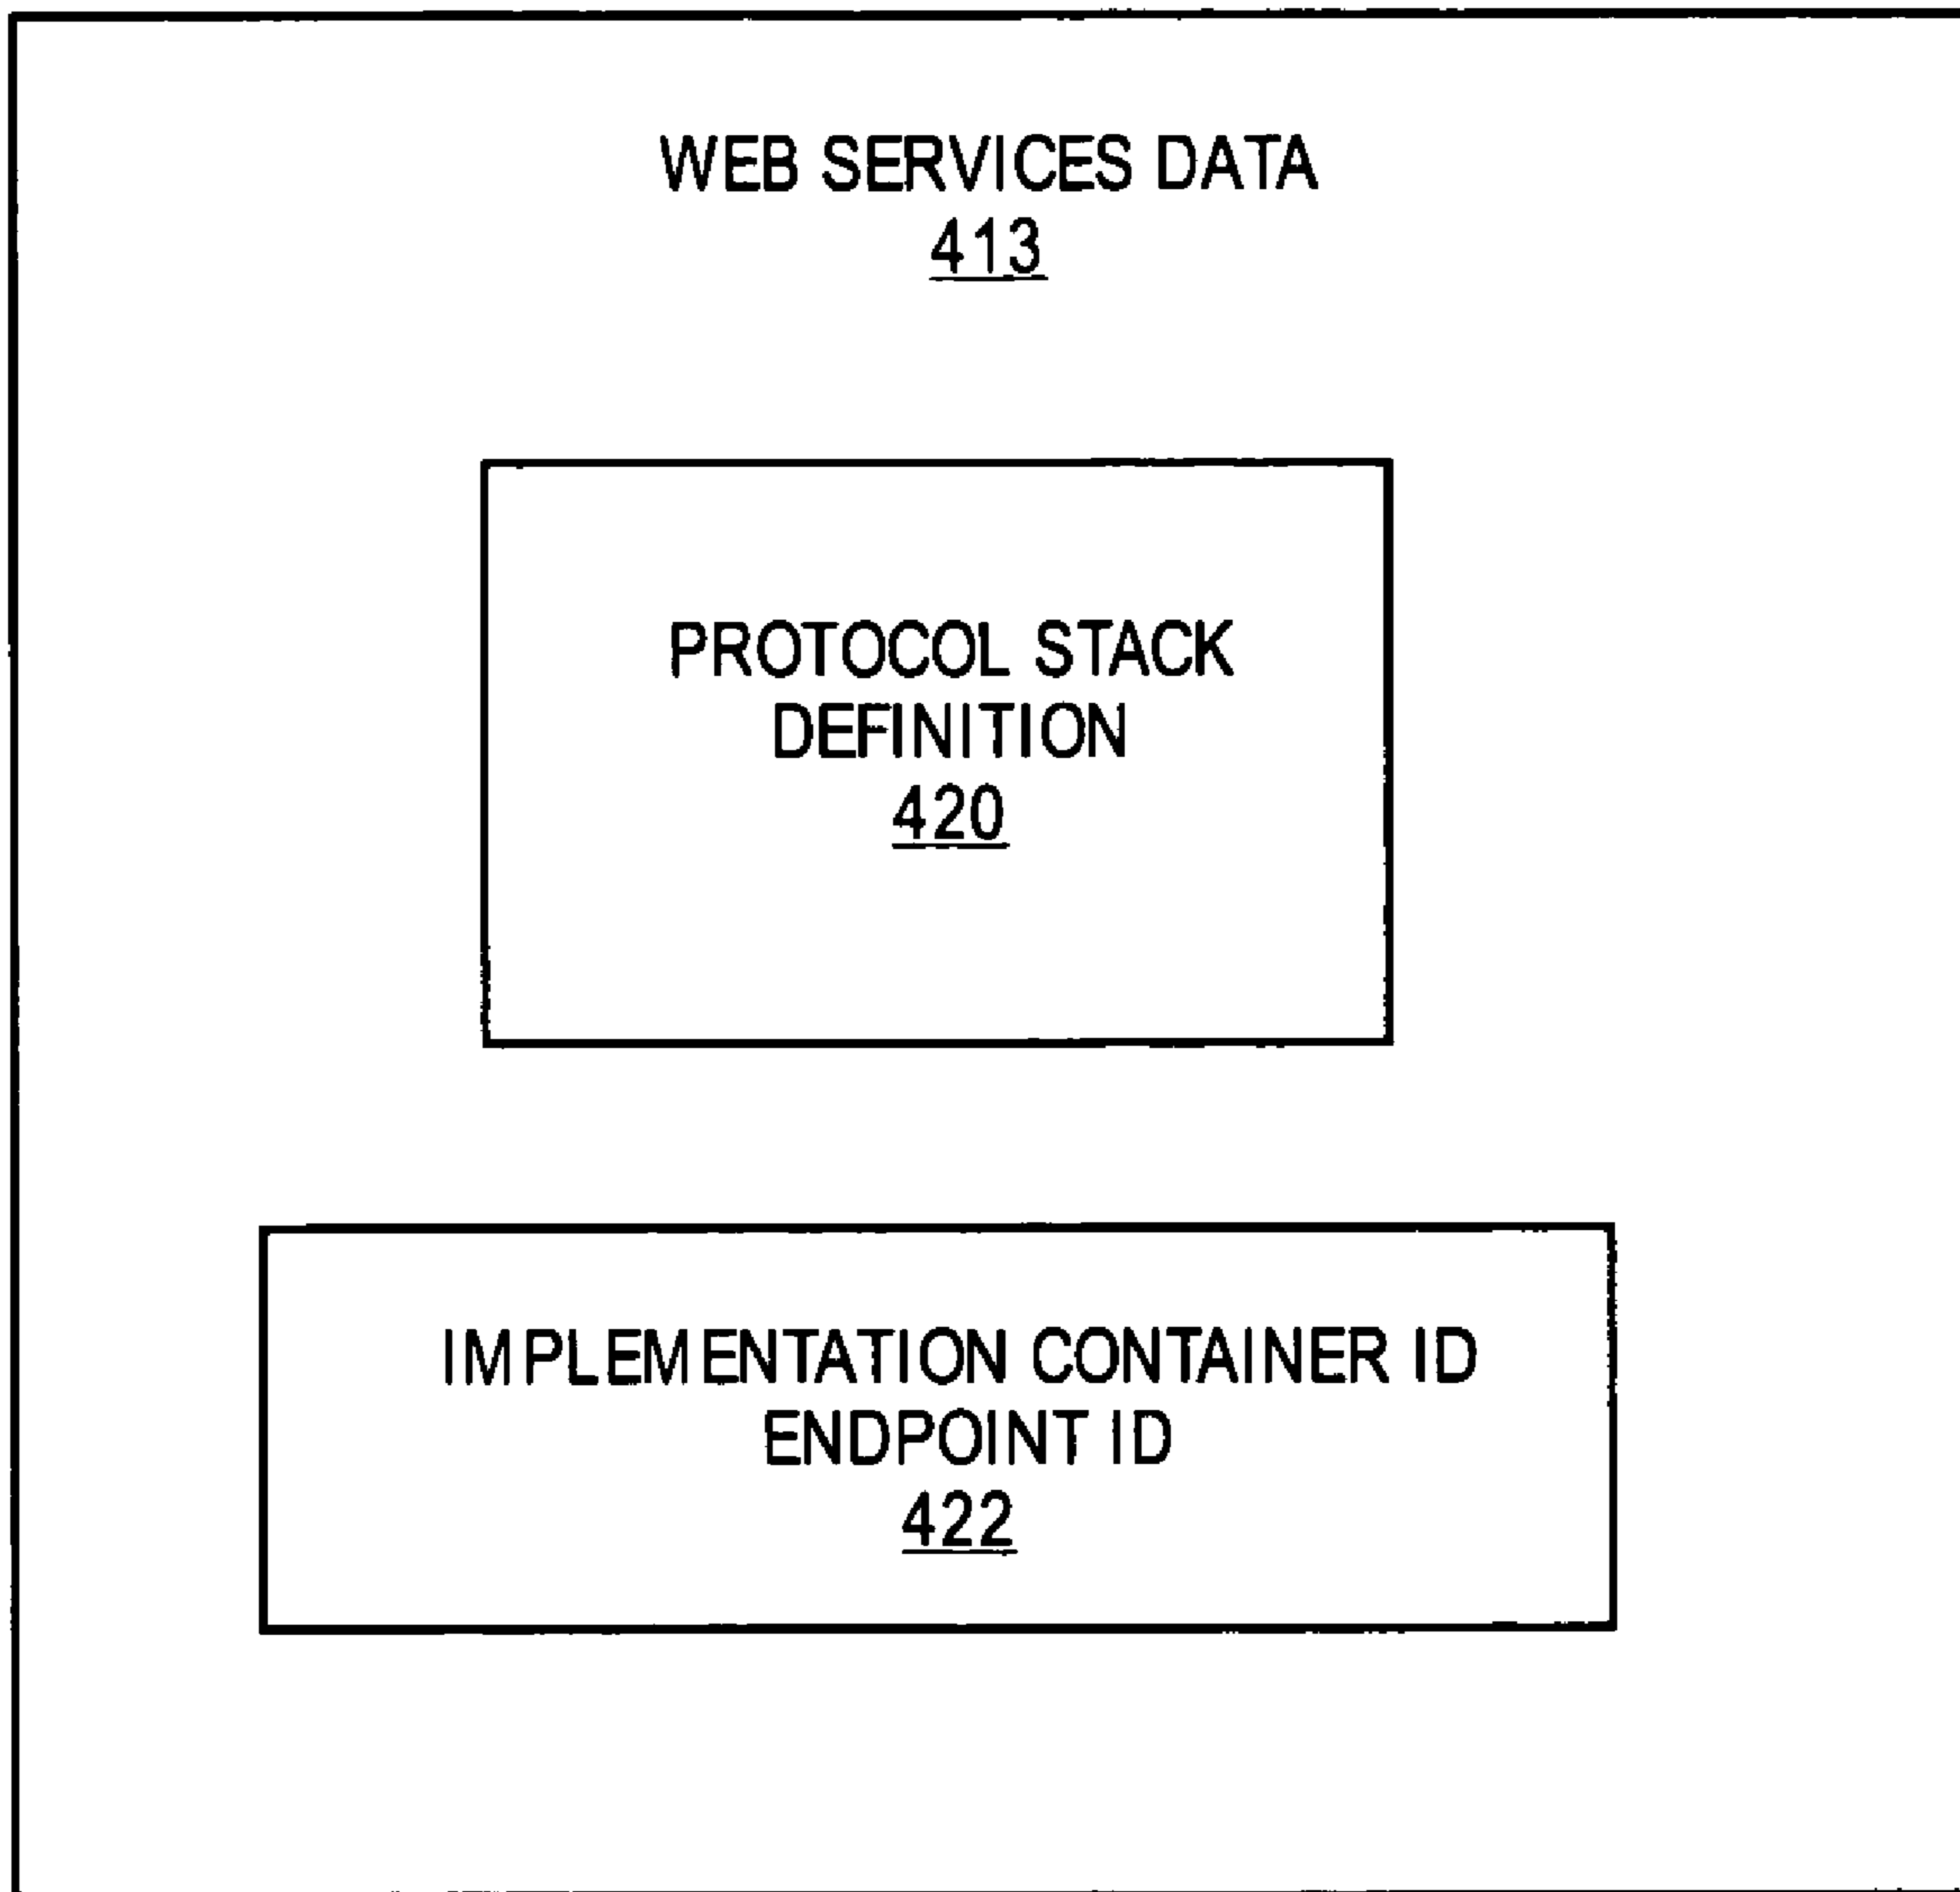 WEB SERVICES DATA
413
PROTOCOL STACK
DEFINITION
420
IMPLEMENTATION CONTAINER ID
ENDPOINT ID
422